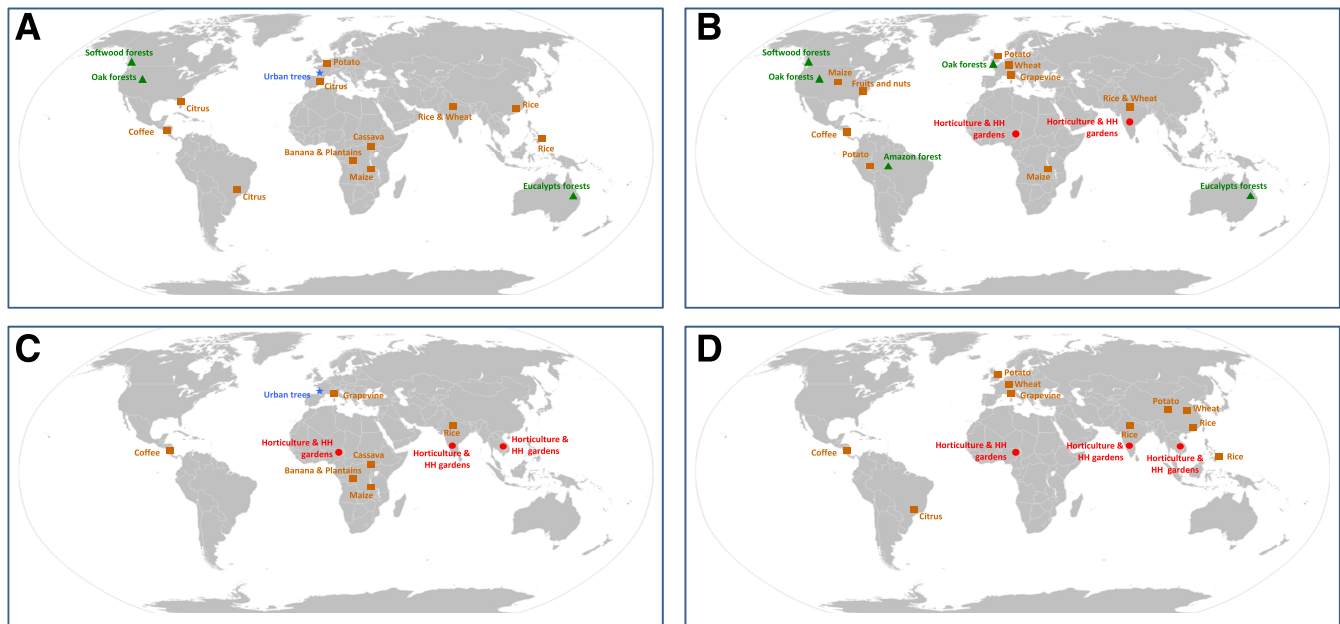 A
Softwood forests
Oak forests
Urban trees
Potato
Citrus
Citrus
Coffee
Rice & Wheat
Rice
Cassava
Banana & Plantains
Rice
Maize
Eucalypts forests
Citrus
B
Softwood forests
Oak forests
Maize
Fruits and nuts
Oak forests
Potato
Wheat
Grapevine
Rice & Wheat
Horticulture & HH
gardens
Horticulture & HH
gardens
Coffee
Potato
Amazon forest
Maize
Eucalypts forests
C
Urban trees
Grapevine
Rice
Horticulture & HH
gardens
Horticulture &
HH gardens
Horticulture &
HH gardens
Coffee
Cassava
Banana & Plantains
Maize
D
Potato
Wheat
Grapevine
Potato
Wheat
Rice
Rice
Horticulture & HH
gardens
Horticulture &
HH gardens
Horticulture &
HH gardens
Rice
Coffee
Citrus